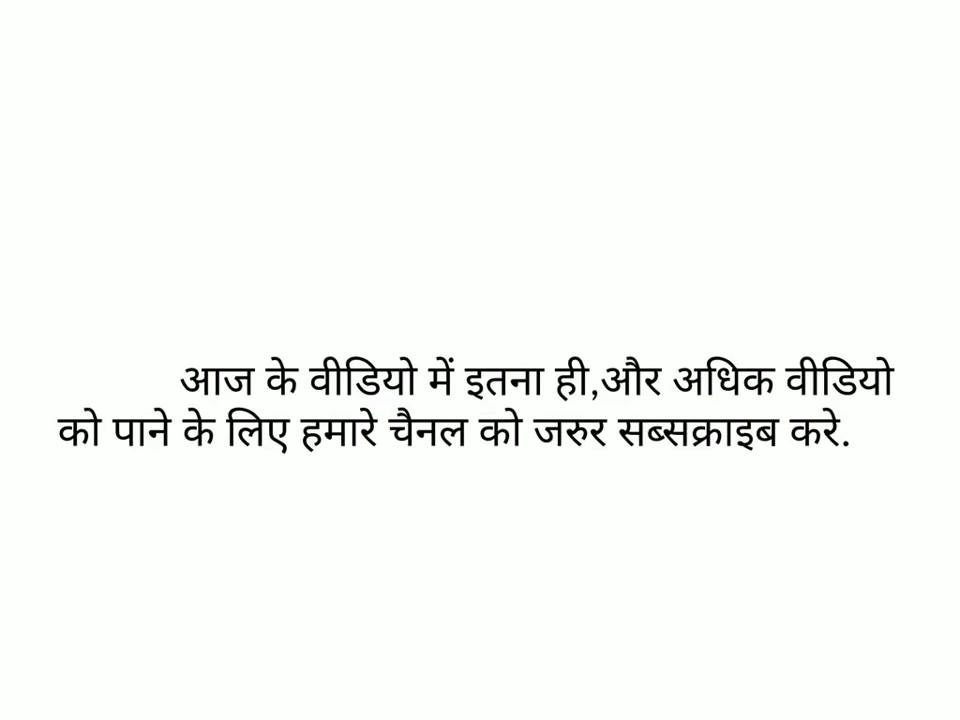 आज के वीडियो में इतना ही,और अधिक वीडियो
को पाने के लिए हमारे चैनल को जरुर सब्सक्राइब करे.